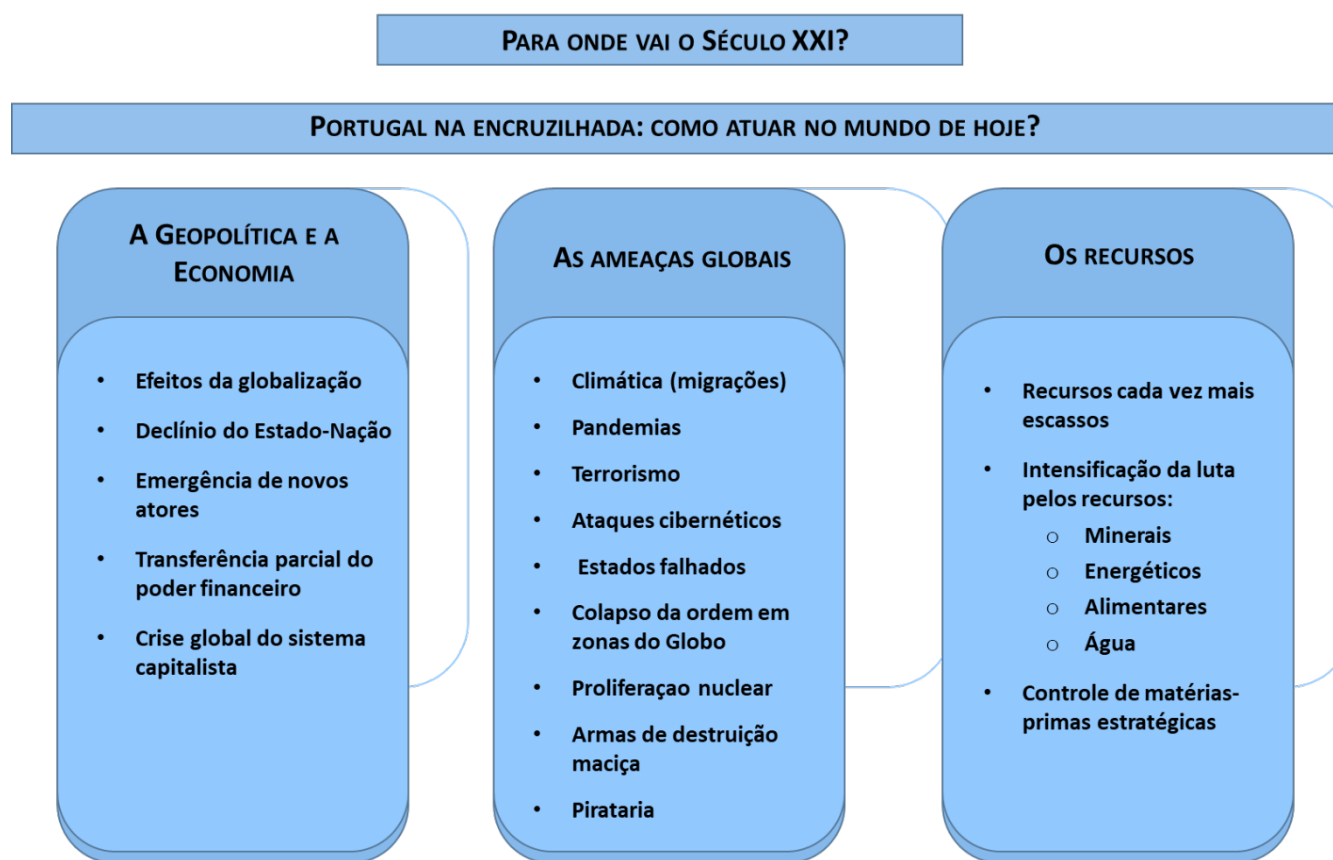 PARA ONDE VAI O SÉCULO XXI?
PORTUGAL NA ENCRUZILHADA: COMO ATUAR NO MUNDO DE HOJE?
A GEOPOLÍTICA E A
ECONOMIA
• Efeitos da globalização
• Declínio do Estado-Nação
• Emergência de novos
atores
• Transferência parcial do
poder financeiro
• Crise global do sistema
capitalista
AS AMEAÇAS GLOBAIS
• Climática (migrações)
• Pandemias
• Terrorismo
• Ataques cibernéticos
• Estados falhados
• Colapso da ordem em
zonas do Globo
• Proliferaçao nuclear
• Armas de destruição
maciça
• Pirataria
OS RECURSOS
• Recursos cada vez mais
escassos
• Intensificação da luta
pelos recursos:
o Minerais
o Energéticos
o Alimentares
o Água
• Controle de matérias-
primas estratégicas